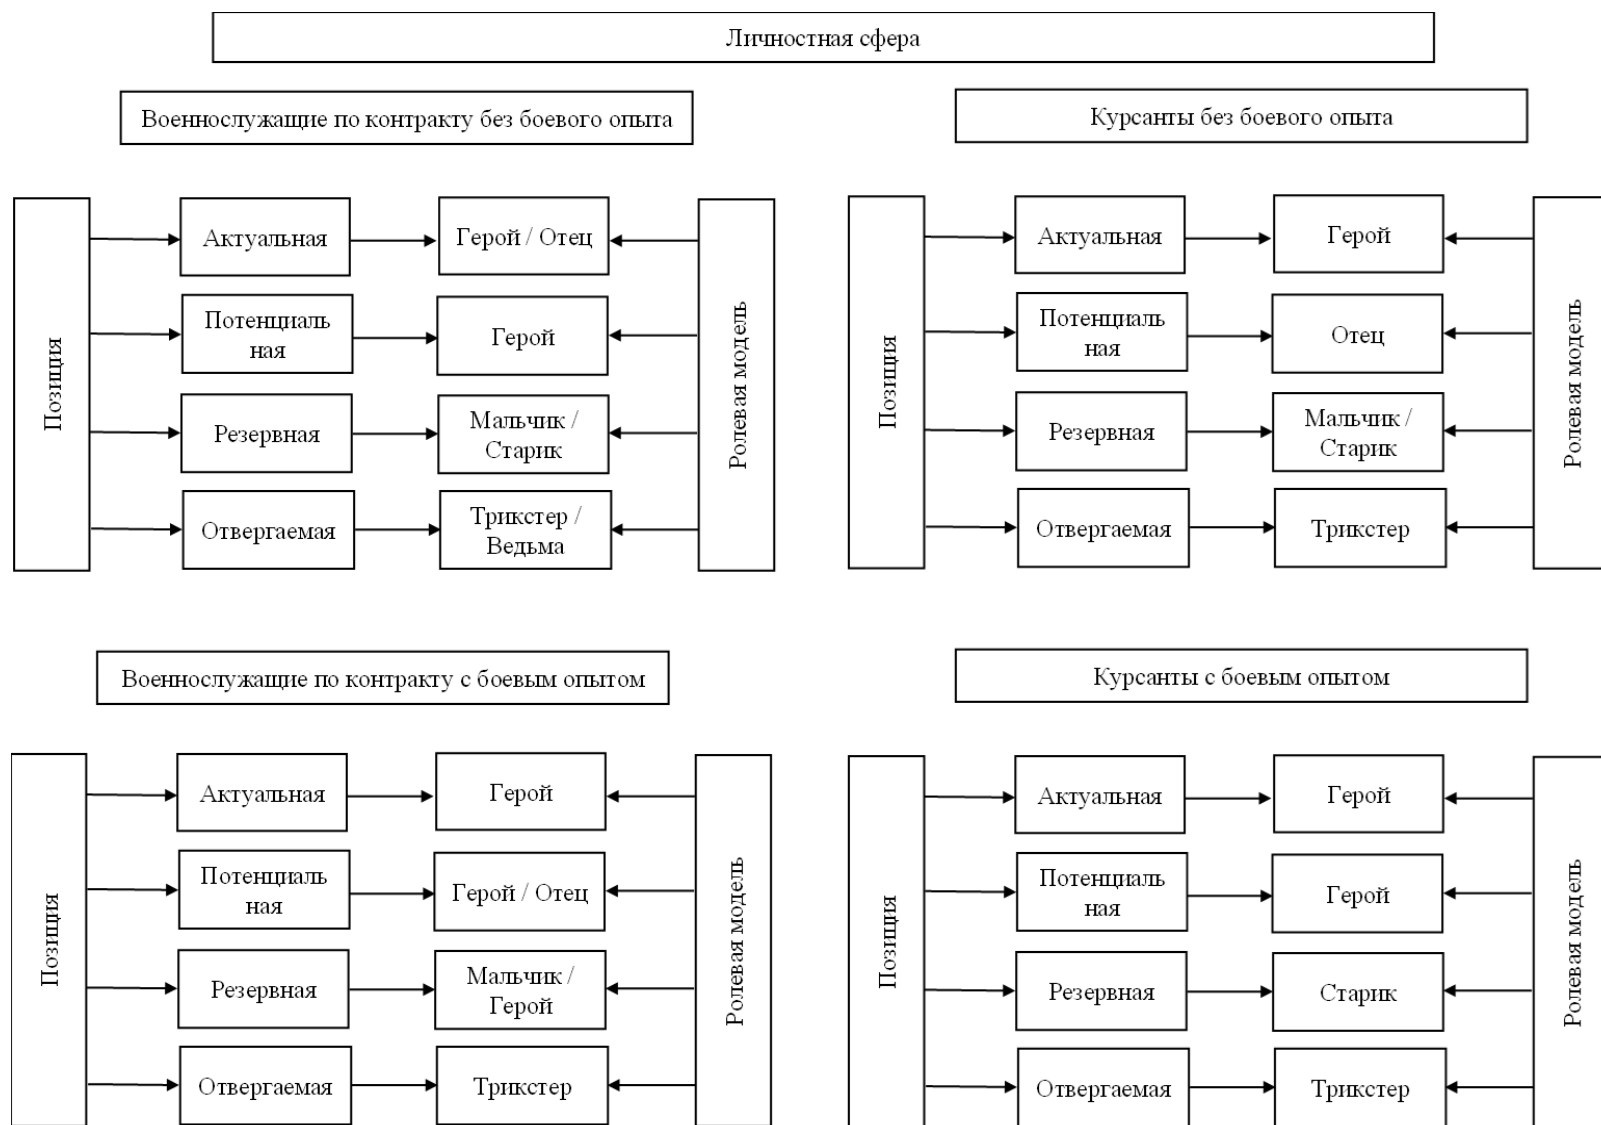 Личностная сфера
Военнослужащие по контракту без боевого опыта
Позиция
Актуальная
Герой / Отец
Потенциаль
ная
Герой
Резервная
Мальчик /
Старик
Отвергаемая
Трикстер /
Ведьма
Ролевая модель
Курсанты без боевого опыта
Позиция
Актуальная
Герой
Потенциаль
ная
Отец
Резервная
Мальчик /
Старик
Отвергаемая
Трикстер
Ролевая модель
Военнослужащие по контракту с боевым опытом
Позиция
Актуальная
Герой
Потенциаль
ная
Герой / Отец
Резервная
Мальчик /
Герой
Отвергаемая
Трикстер
Ролевая модель
Курсанты с боевым опытом
Позиция
Актуальная
Герой
Потенциаль
ная
Герой
Резервная
Старик
Отвергаемая
Трикстер
Ролевая модель